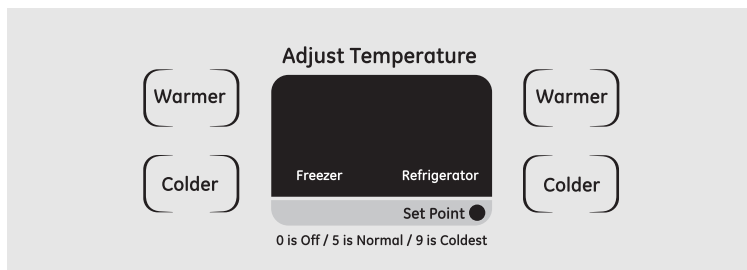 Adjust Temperature
Warmer
Warmer
Freezer Refrigerator
Colder
Colder
Set Point
0 is Off / 5 is Normal / 9 is Coldest